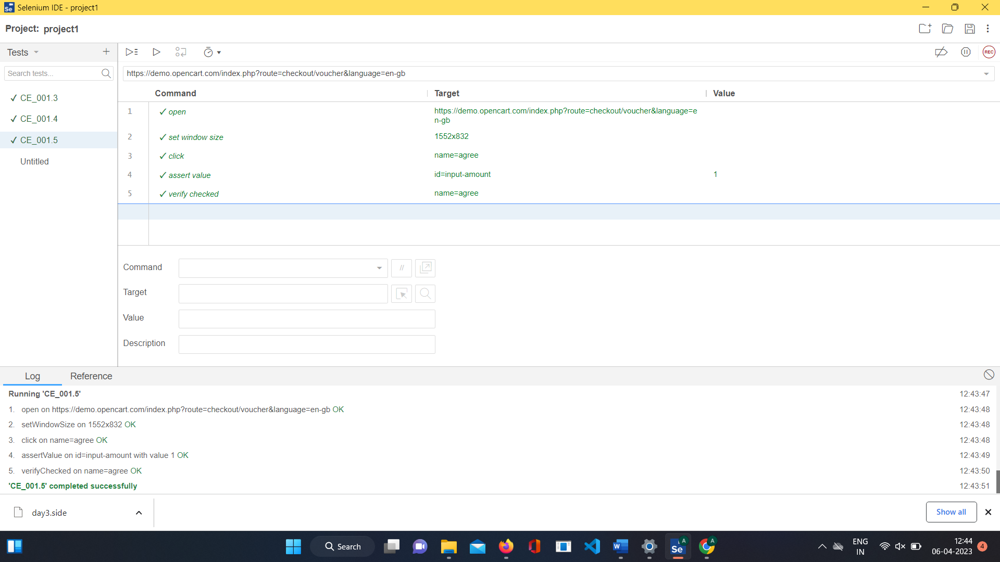 Se Selenium IDE - project1
Project: project1
Tests
Search tests...
✓ CE_001.3
✓ CE_001.4
✓ CE_001.5
Untitled
REC
https://demo.opencart.com/index.php?route=checkout/voucher&language=en-gb
Command Target Value
1 ✓ open https://demo.opencart.com/index.php?route=checkout/voucher&language=e
n-gb
2 ✓ set window size 1552x832
3 ✓ click name=agree
4 ✓ assert value id=input-amount 1
5 ✓ verify checked name=agree
Command //
Target
Value
Description
Log Reference
Running 'CE_001.5' 12:43:47
1. open on https://demo.opencart.com/index.php?route=checkout/voucher&language=en-gb OK 12:43:48
2. setWindowSize on 1552x832 OK 12:43:48
3. click on name=agree OK 12:43:48
4. assertValue on id=input-amount with value 1 OK 12:43:49
5. verifyChecked on name=agree OK 12:43:50
'CE_001.5' completed successfully 12:43:51
day3.side Show all
Search W Se A A ENG 12:44 4
IN 06-04-2023